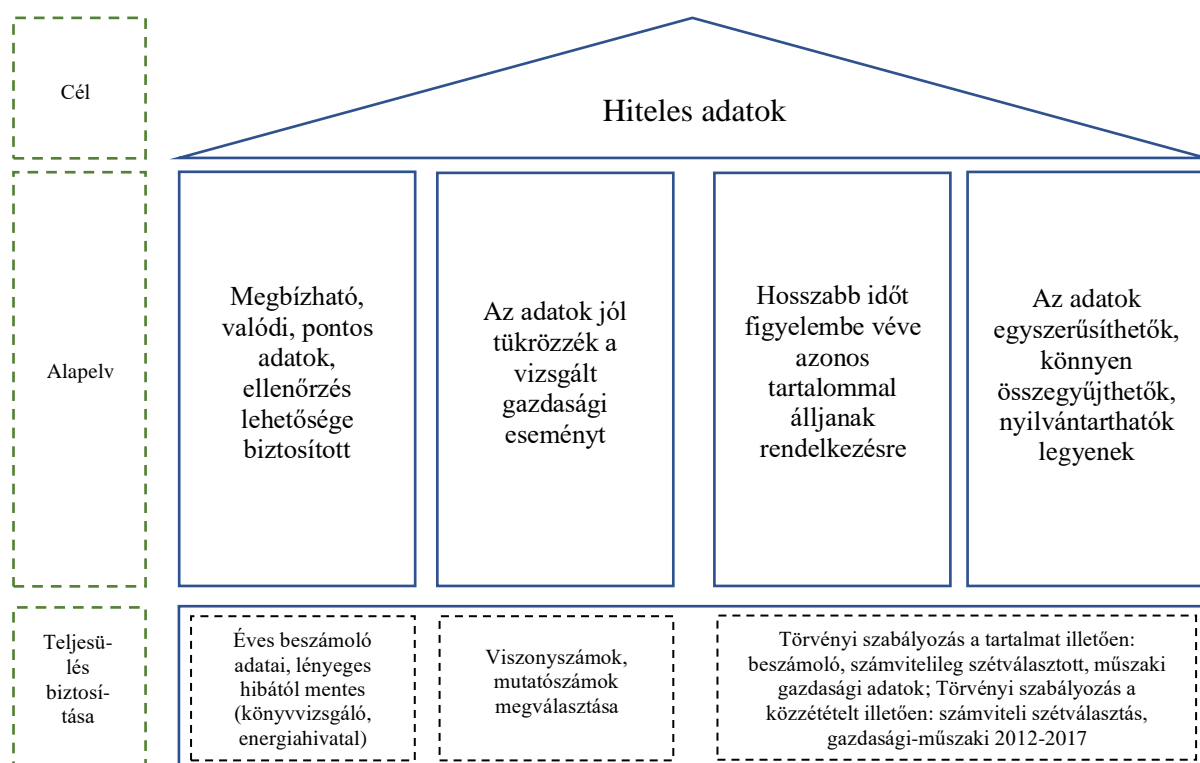 Cél
Hiteles adatok
Alapelv
Megbízható,
valódi, pontos
adatok,
ellenőrzés
lehetősége
biztosított
Az adatok jól
tükrözzék a
vizsgált
gazdasági
eseményt
Hosszabb időt
figyelembe véve
azonos
tartalommal
álljanak
rendelkezésre
Az adatok
egyszerűsíthetők,
könnyen
összegyűjthetők,
nyilvántarthatók
legyenek
Teljesü-
lés
biztosí-
tása
Éves beszámoló
adatai, lényeges
hibától mentes
(könyvvizsgáló,
energiahivatal)
Viszonyszámok,
mutatószámok
megválasztása
Törvényi szabályozás a tartalmat illetően:
beszámoló, számvitelileg szétválasztott, műszaki
gazdasági adatok; Törvényi szabályozás a
közzétételt illetően: számviteli szétválasztás,
gazdasági-műszaki 2012-2017